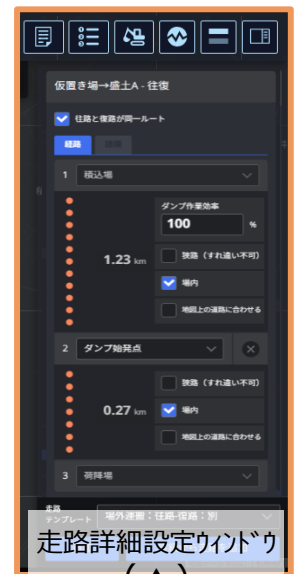 仮置き場→盛土A - 往復
往路と復路が同一ルート
経路
1 積込場
ダンプ作業効率
100 %
狭路（すれ違い不可）
1.23 km
場内
地図上の道路に合わせる
2 ダンプ始発点
狭路（すれ違い不可）
0.27 km
場内
地図上の道路に合わせる
3 荷降場
走路
テンプレート 場外運搬：往路-復路：別
走路詳細設定ｳｨﾝﾄﾞｳ